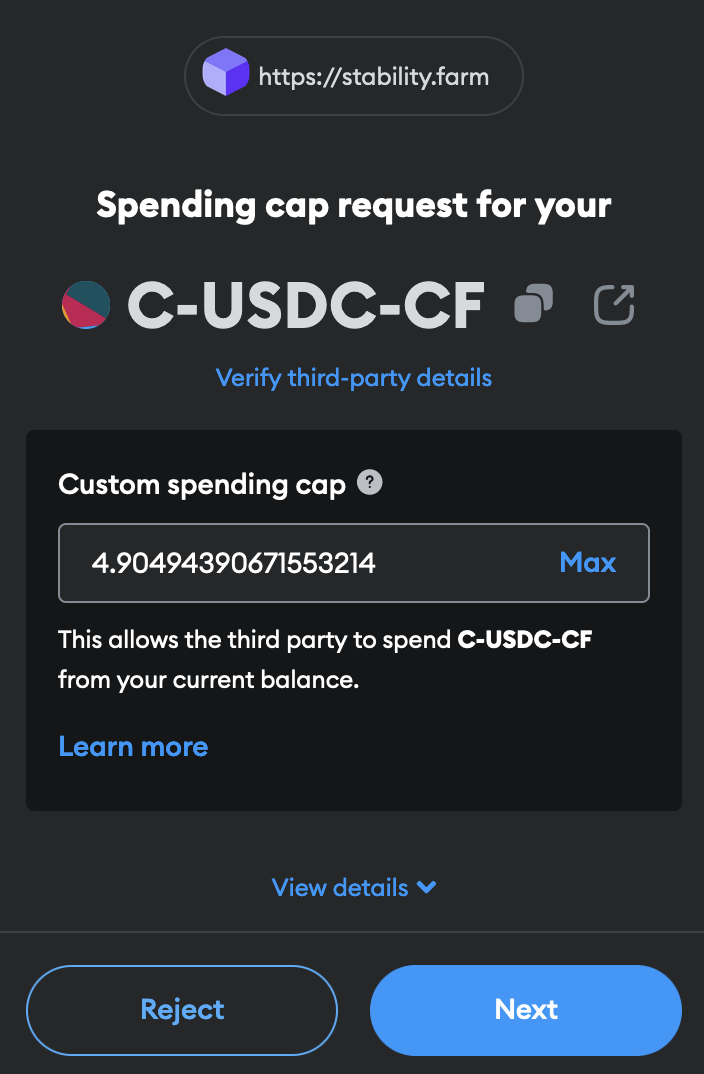 https://stability.farm
Spending cap request for your
C-USDC-CF
Verify third-party details
Custom spending cap ?
4.90494390671553214 Max
This allows the third party to spend C-USDC-CF
from your current balance.
Learn more
View details
Reject Next